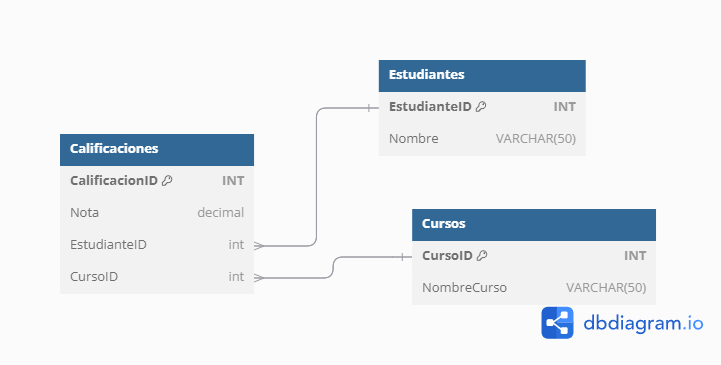 Estudiantes
EstudianteID INT
Nombre VARCHAR(50)
Calificaciones
CalificacionID INT
Nota decimal
EstudianteID int
CursoID int
Cursos
CursoID INT
NombreCurso VARCHAR(50)
dbdiagram.io